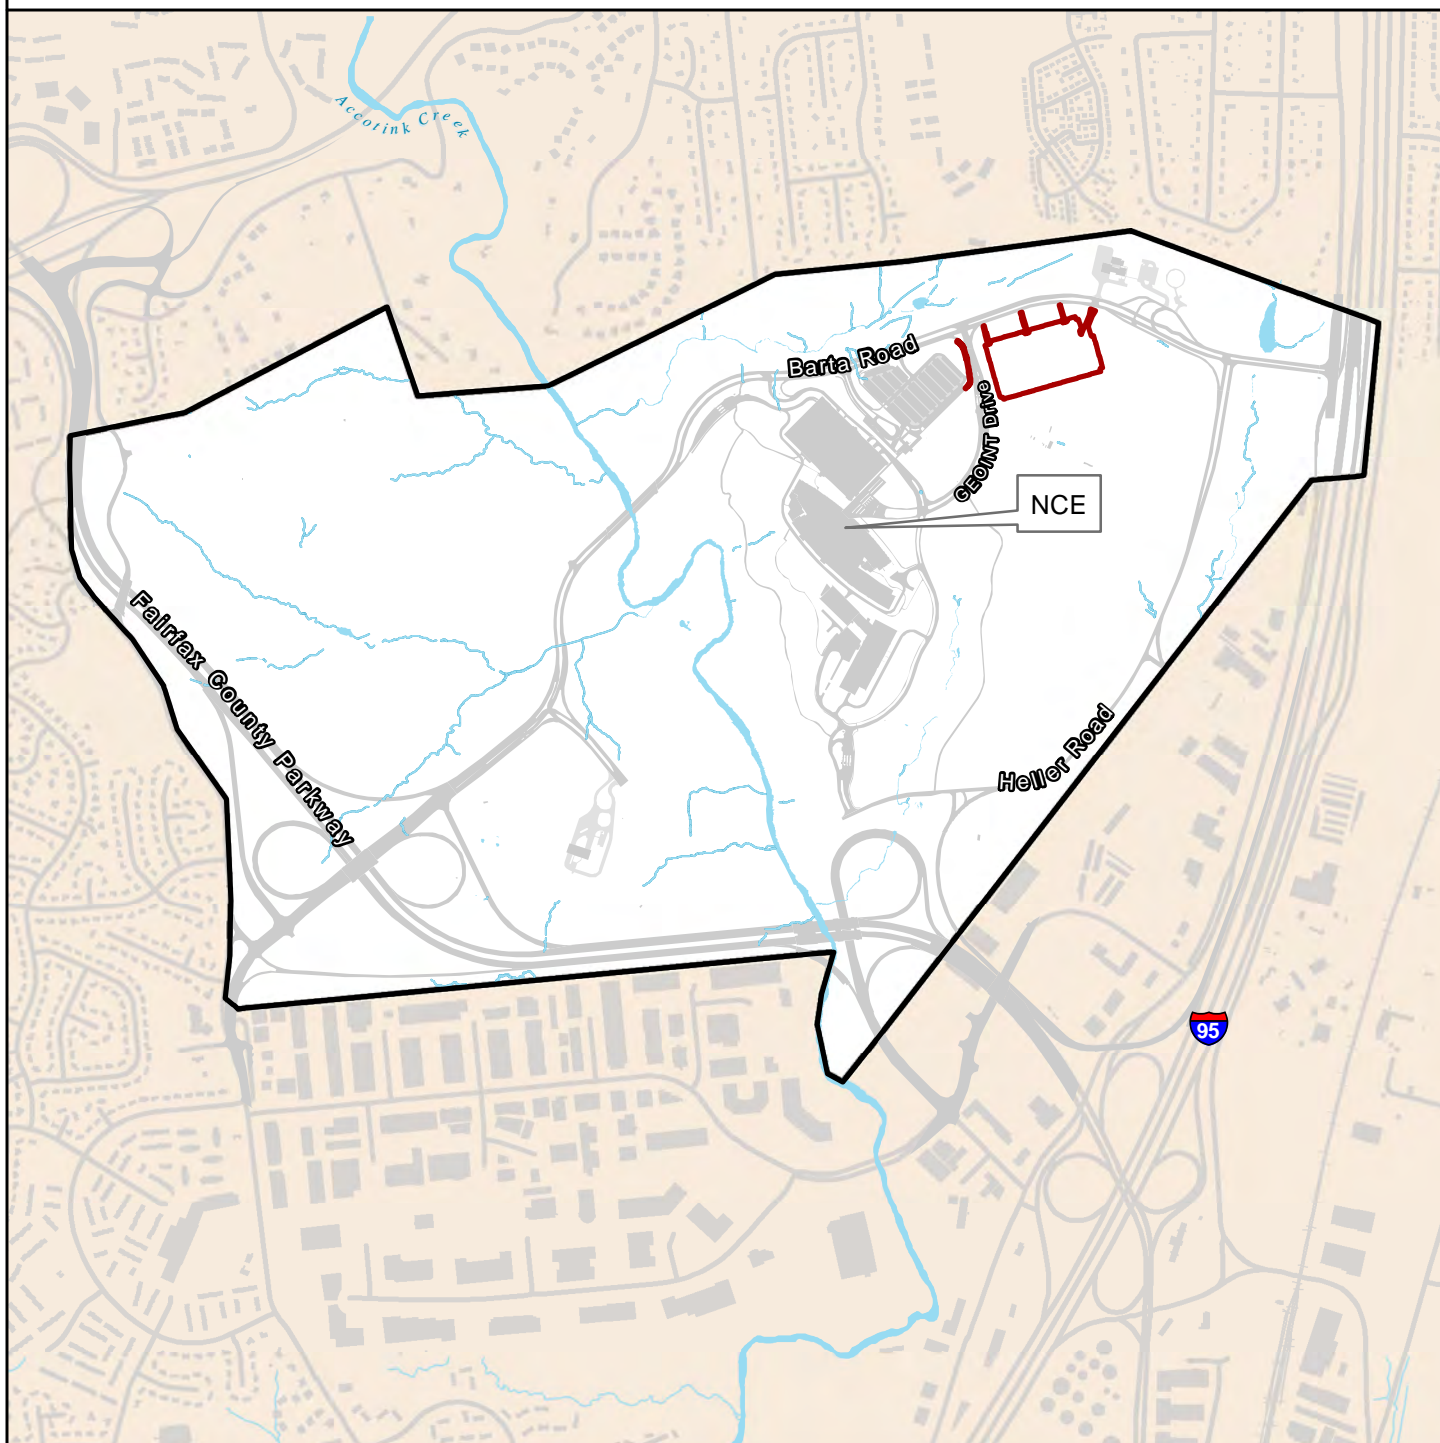 Accotink Creek
Barta Road
GEOINT Drive
NCE
Fairfax County Parkway
Heller Road
95